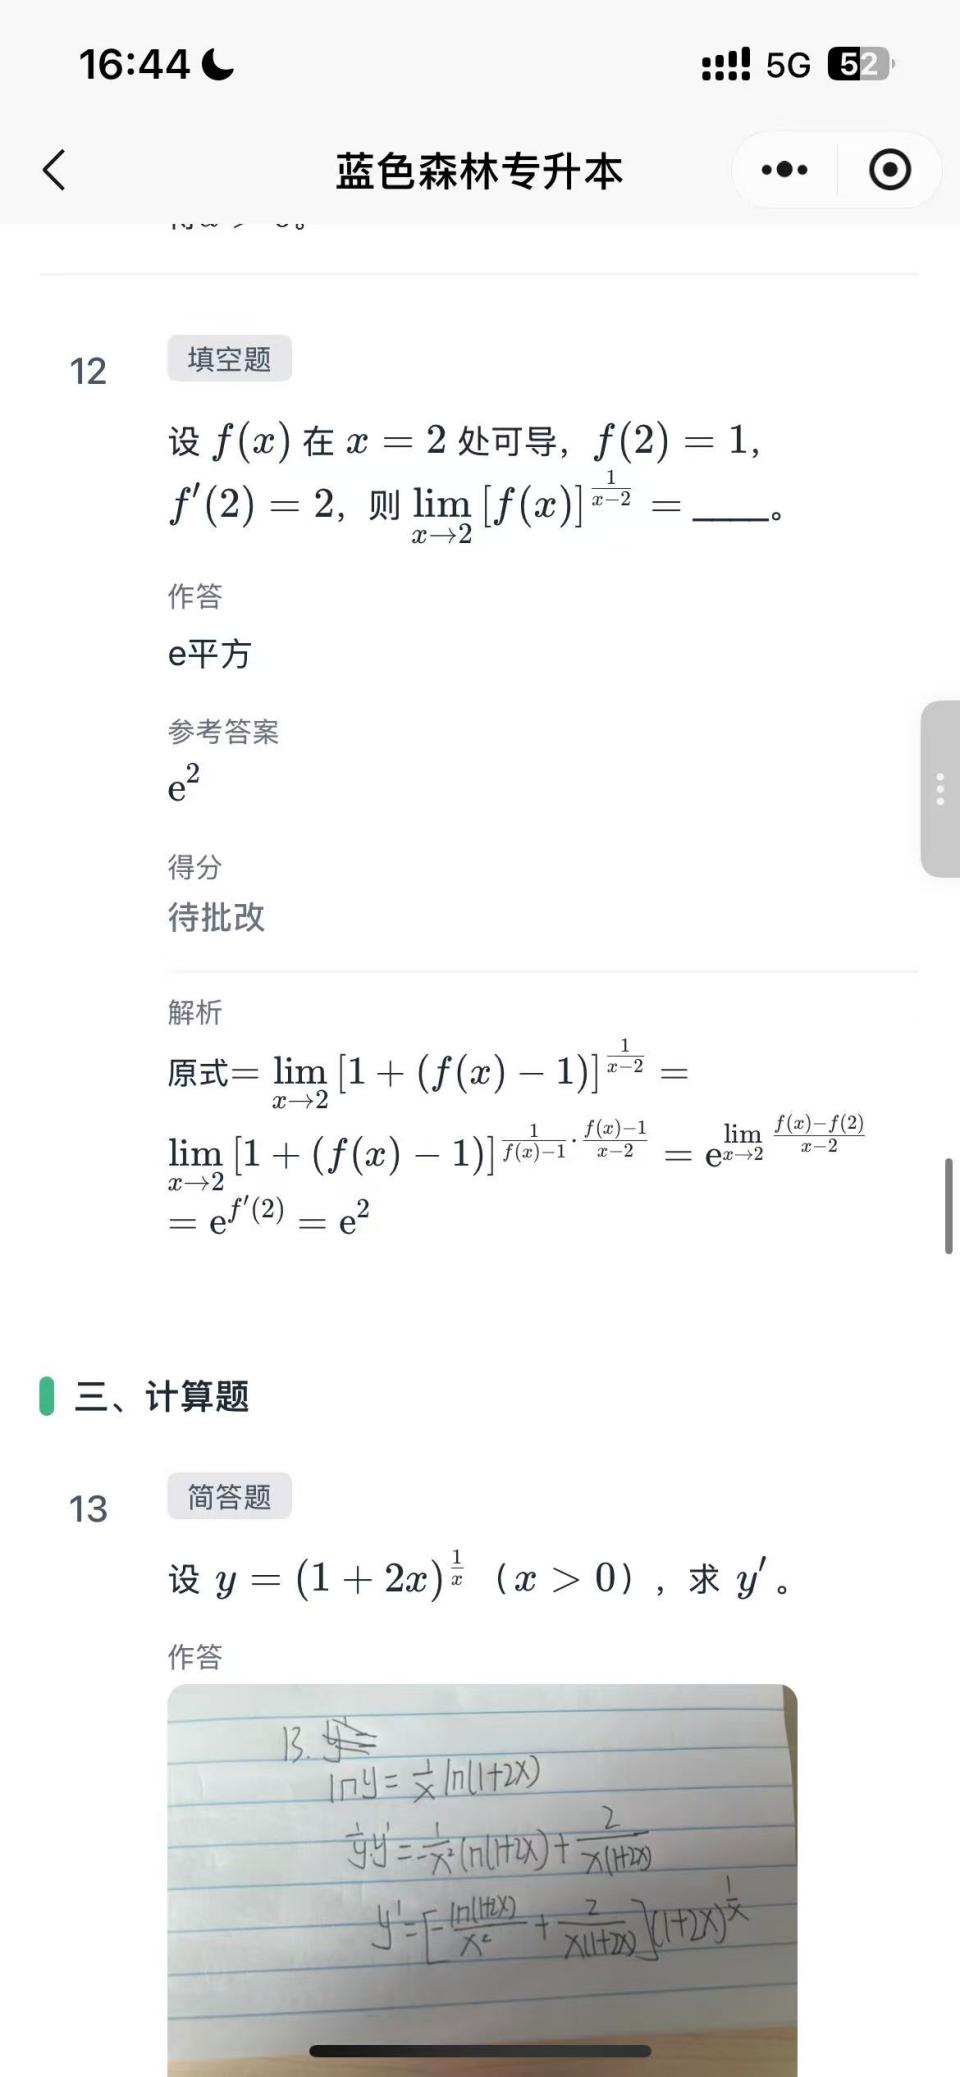 16:44 5G 52
蓝色森林专升本
12 填空题
设 f(x) 在 x = 2 处可导，f(2) = 1,
f′(2) = 2，则 lim_{x→2} [f(x)]^{1/(x−2)} = ____。
作答
e平方
参考答案
e²
得分
待批改
解析
原式= lim_{x→2} [1 + (f(x) − 1)]^{1/(x−2)} =
lim_{x→2} [1 + (f(x) − 1)]^{1/(f(x)−1) · (f(x)−1)/(x−2)} = e^{lim_{x→2} (f(x)−f(2))/(x−2)}
= e^{f′(2)} = e²
三、计算题
13 简答题
设 y = (1 + 2x)^{1/x}（x > 0），求 y′。
作答
13.
lny = 1/x ln(1+2x)
1/y y′ = -1/x² ln(1+2x) + 2/(x(1+2x))
y′ = [-ln(1+2x)/x² + 2/(x(1+2x))](1+2x)^{1/x}